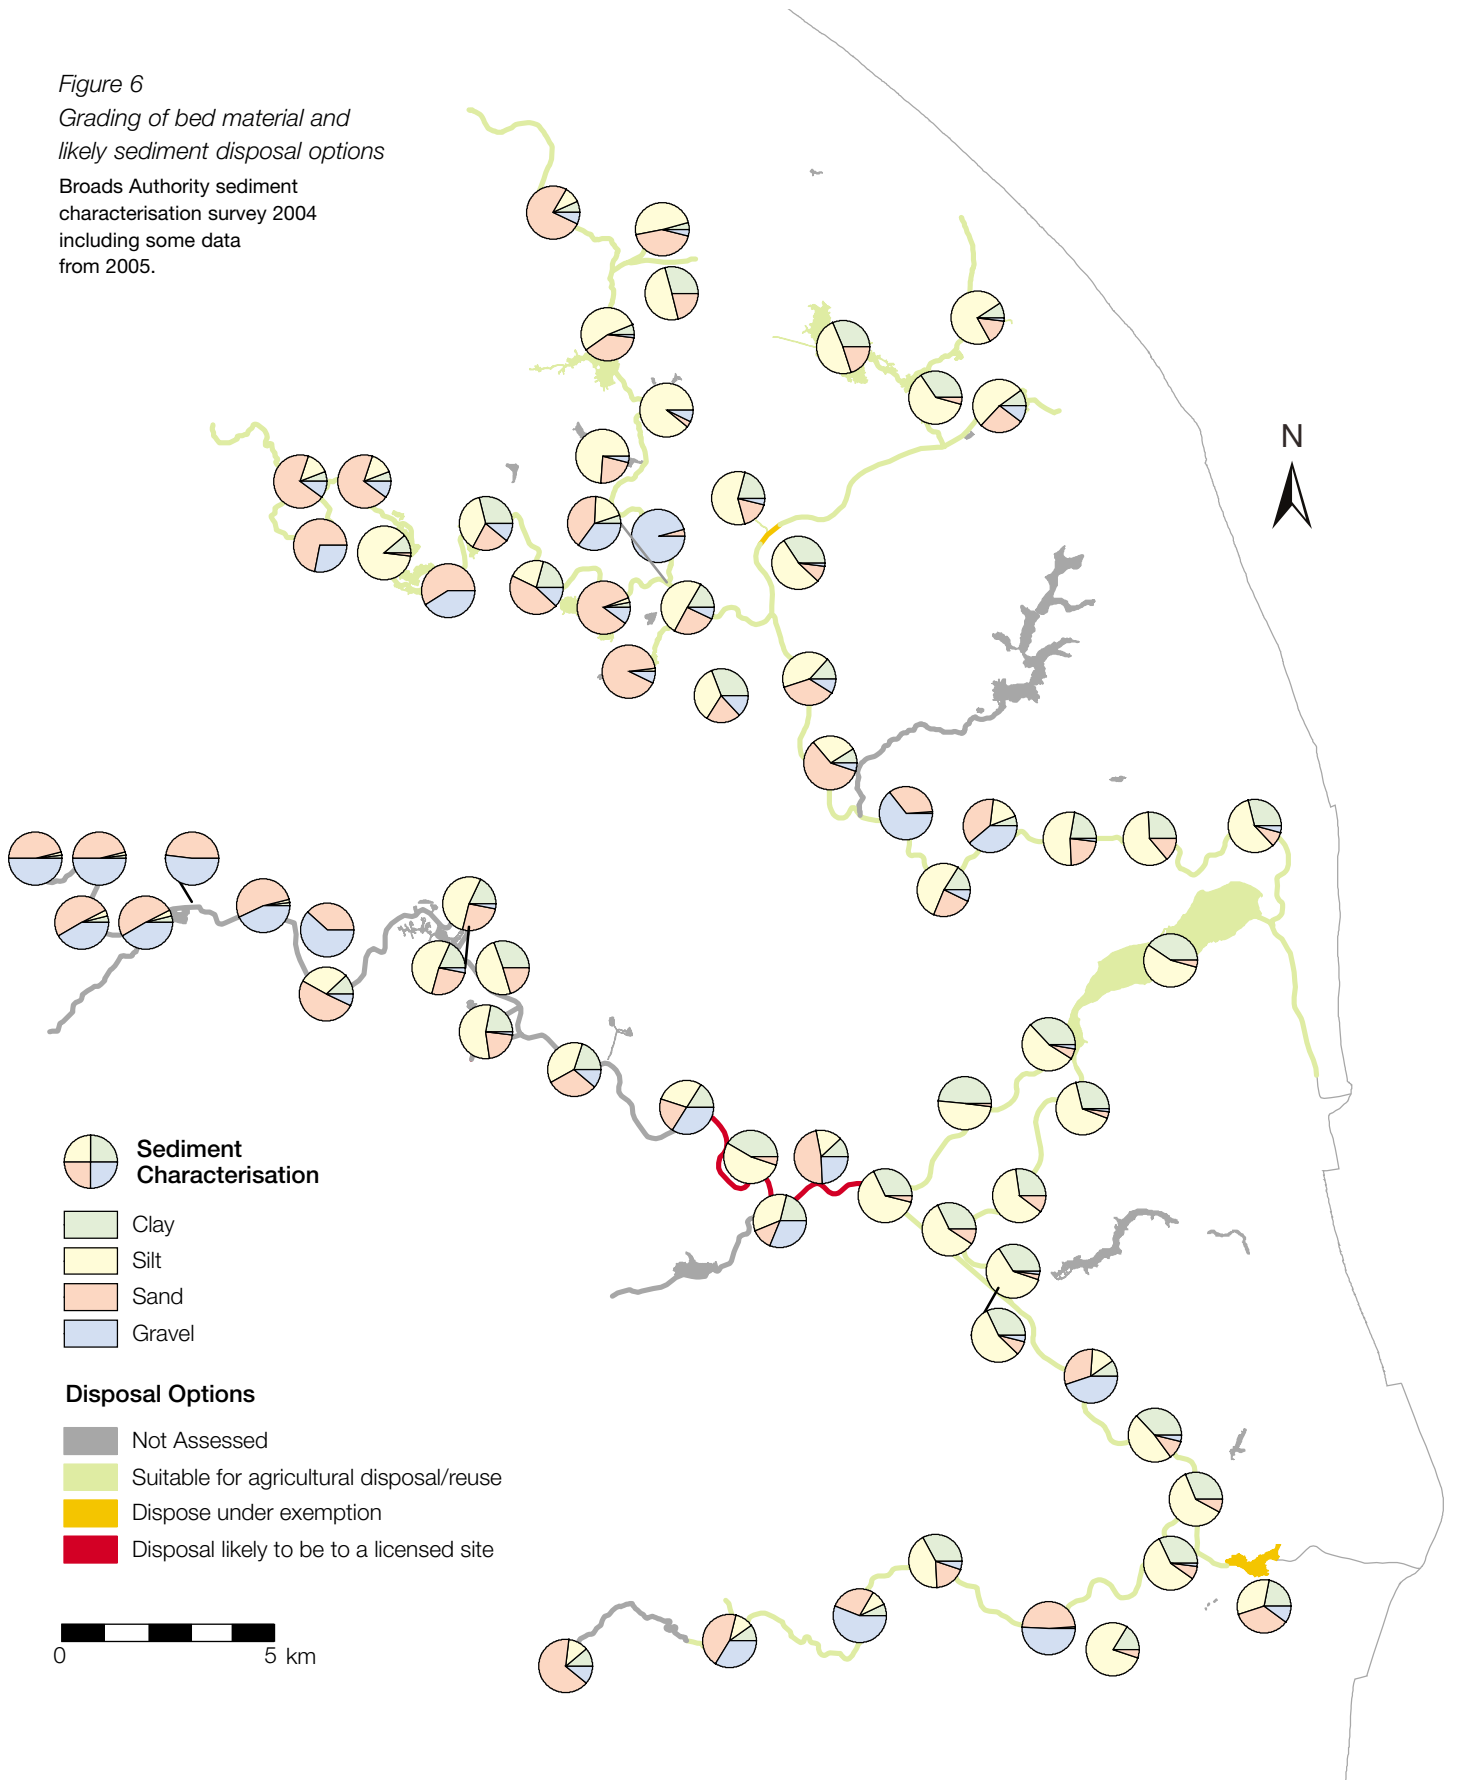 Figure 6
Grading of bed material and
likely sediment disposal options
Broads Authority sediment
characterisation survey 2004
including some data
from 2005.
N
Sediment
Characterisation
Clay
Silt
Sand
Gravel
Disposal Options
Not Assessed
Suitable for agricultural disposal/reuse
Dispose under exemption
Disposal likely to be to a licensed site
0 5 km